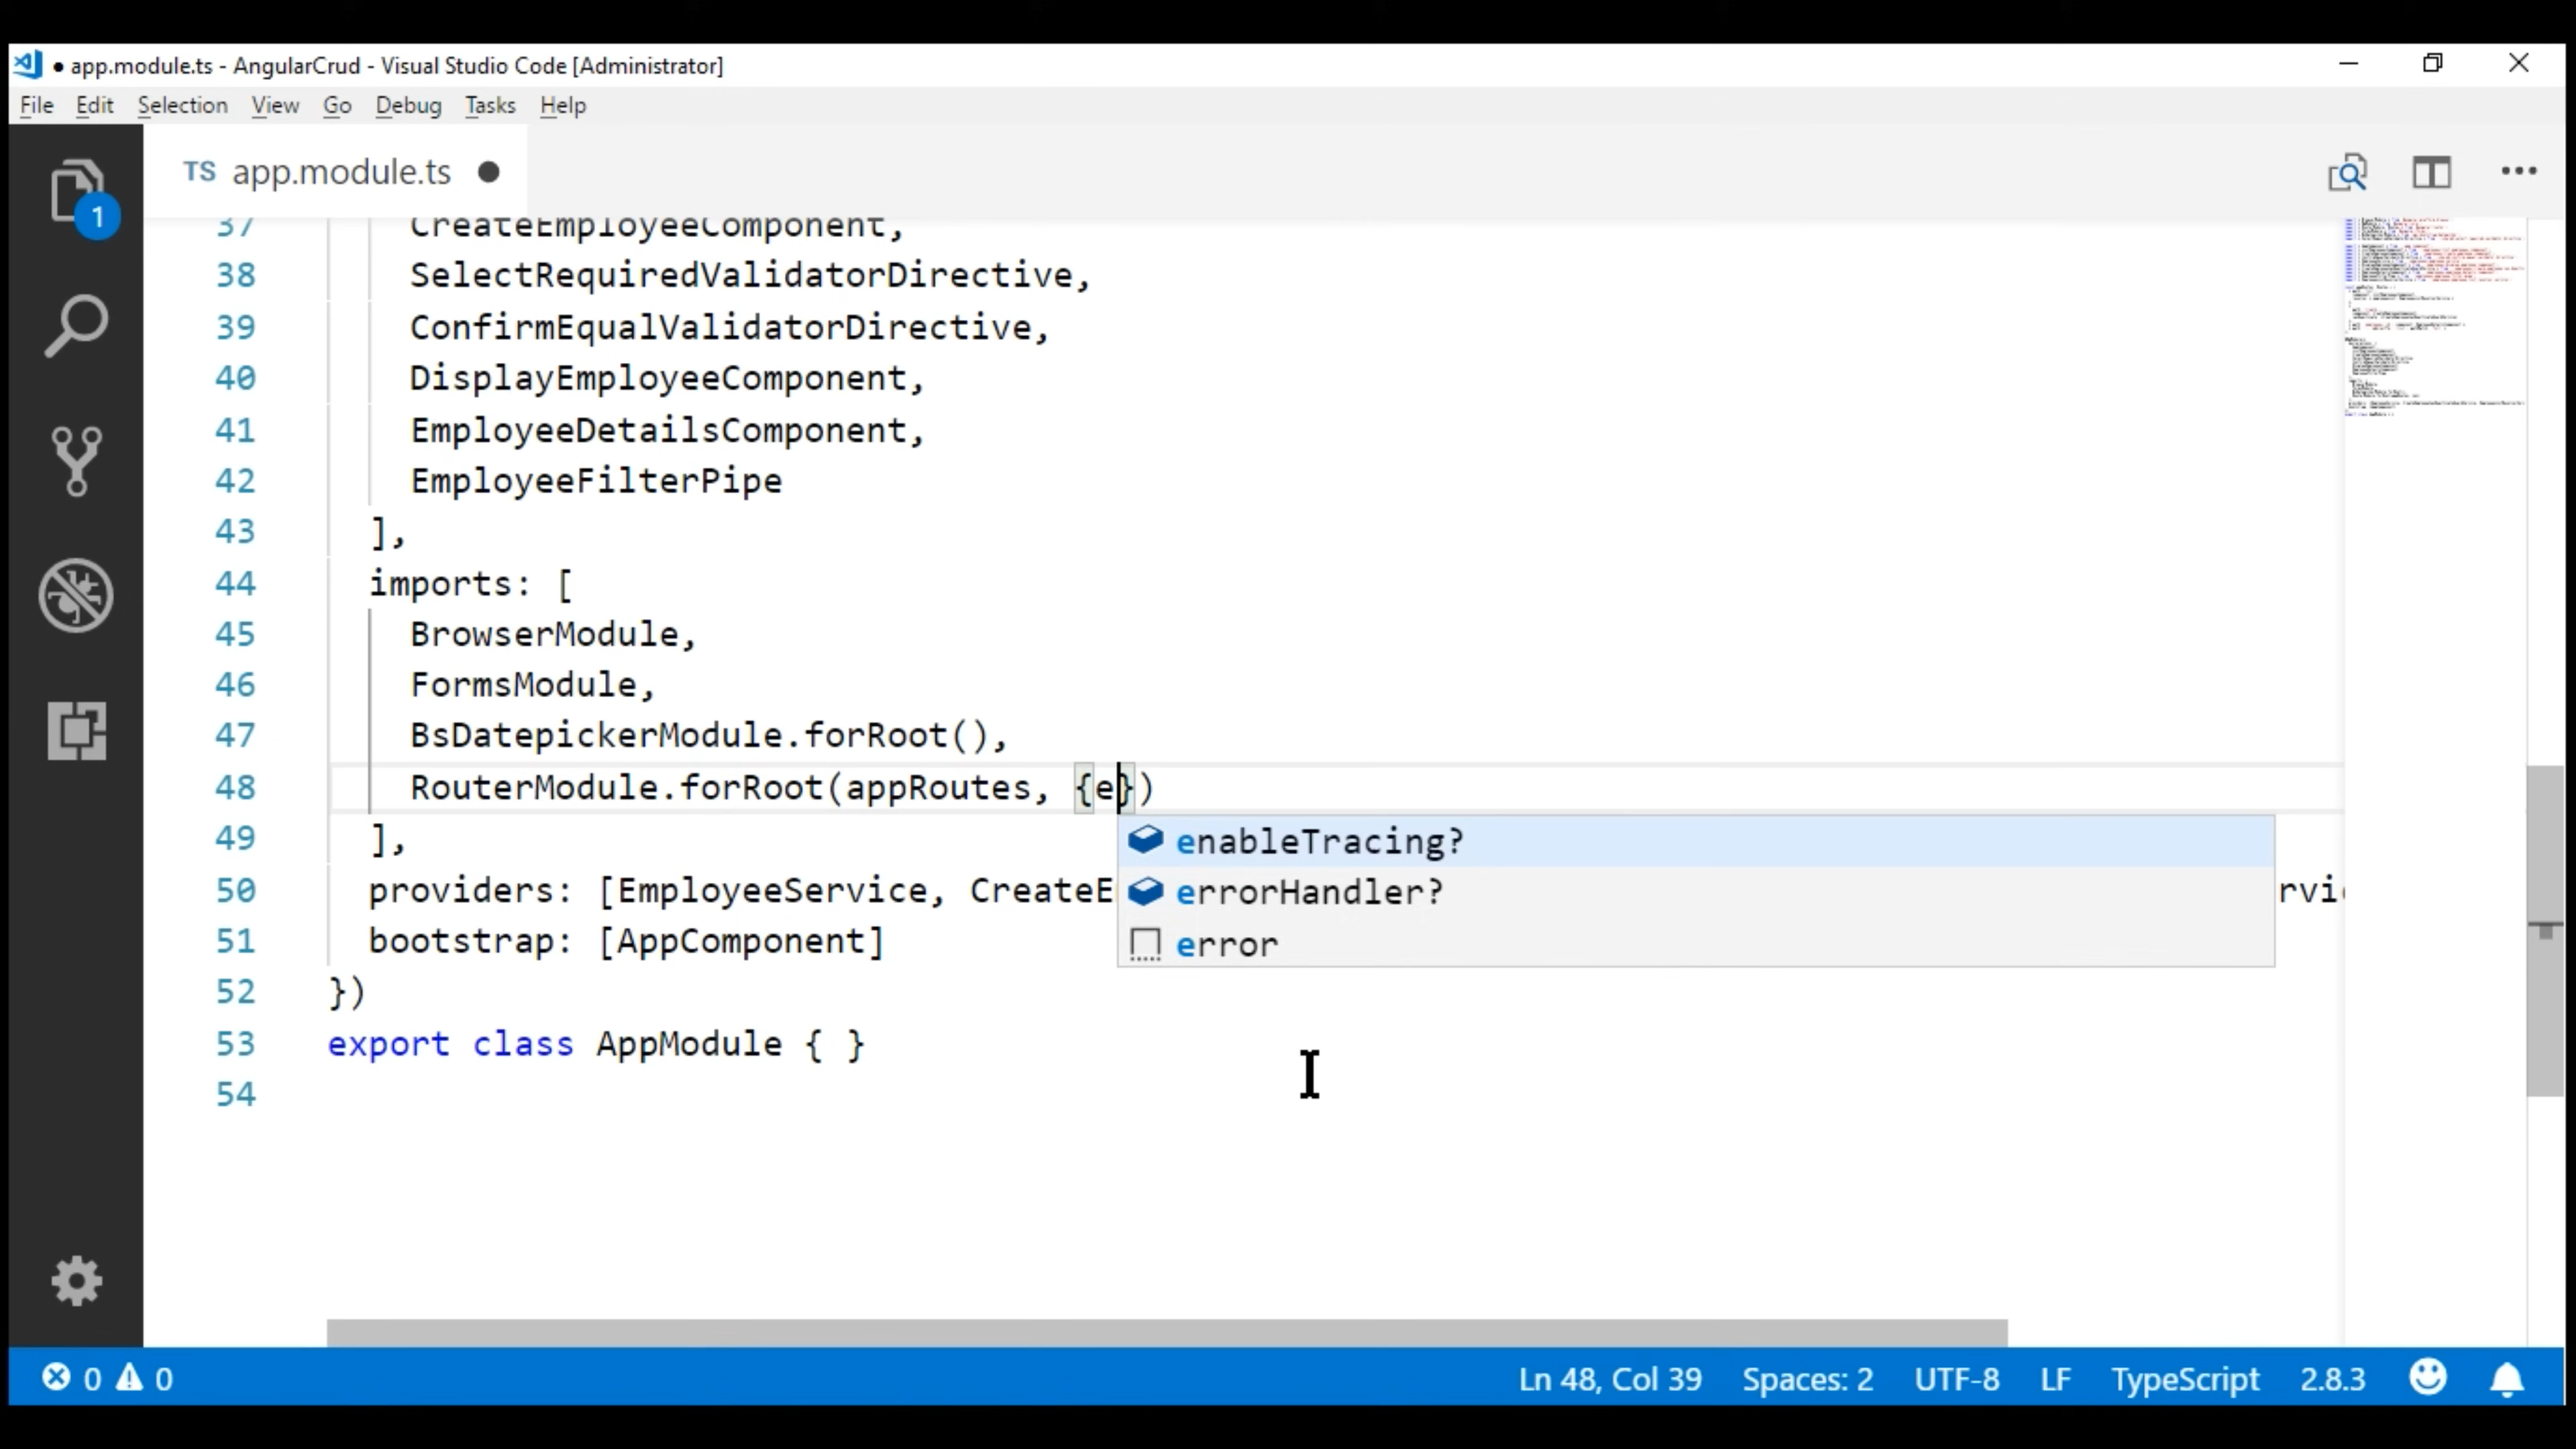 ● app.module.ts - AngularCrud - Visual Studio Code [Administrator]
File Edit Selection View Go Debug Tasks Help
1
TS app.module.ts ●
37 CreateEmployeeComponent,
38 SelectRequiredValidatorDirective,
39 ConfirmEqualValidatorDirective,
40 DisplayEmployeeComponent,
41 EmployeeDetailsComponent,
42 EmployeeFilterPipe
43 ],
44 imports: [
45 BrowserModule,
46 FormsModule,
47 BsDatepickerModule.forRoot(),
48 RouterModule.forRoot(appRoutes, {e})
enableTracing?
errorHandler?
error
49 ],
50 providers: [EmployeeService, CreateE rvic
51 bootstrap: [AppComponent]
52 })
53 export class AppModule { }
54
0 0 Ln 48, Col 39 Spaces: 2 UTF-8 LF TypeScript 2.8.3